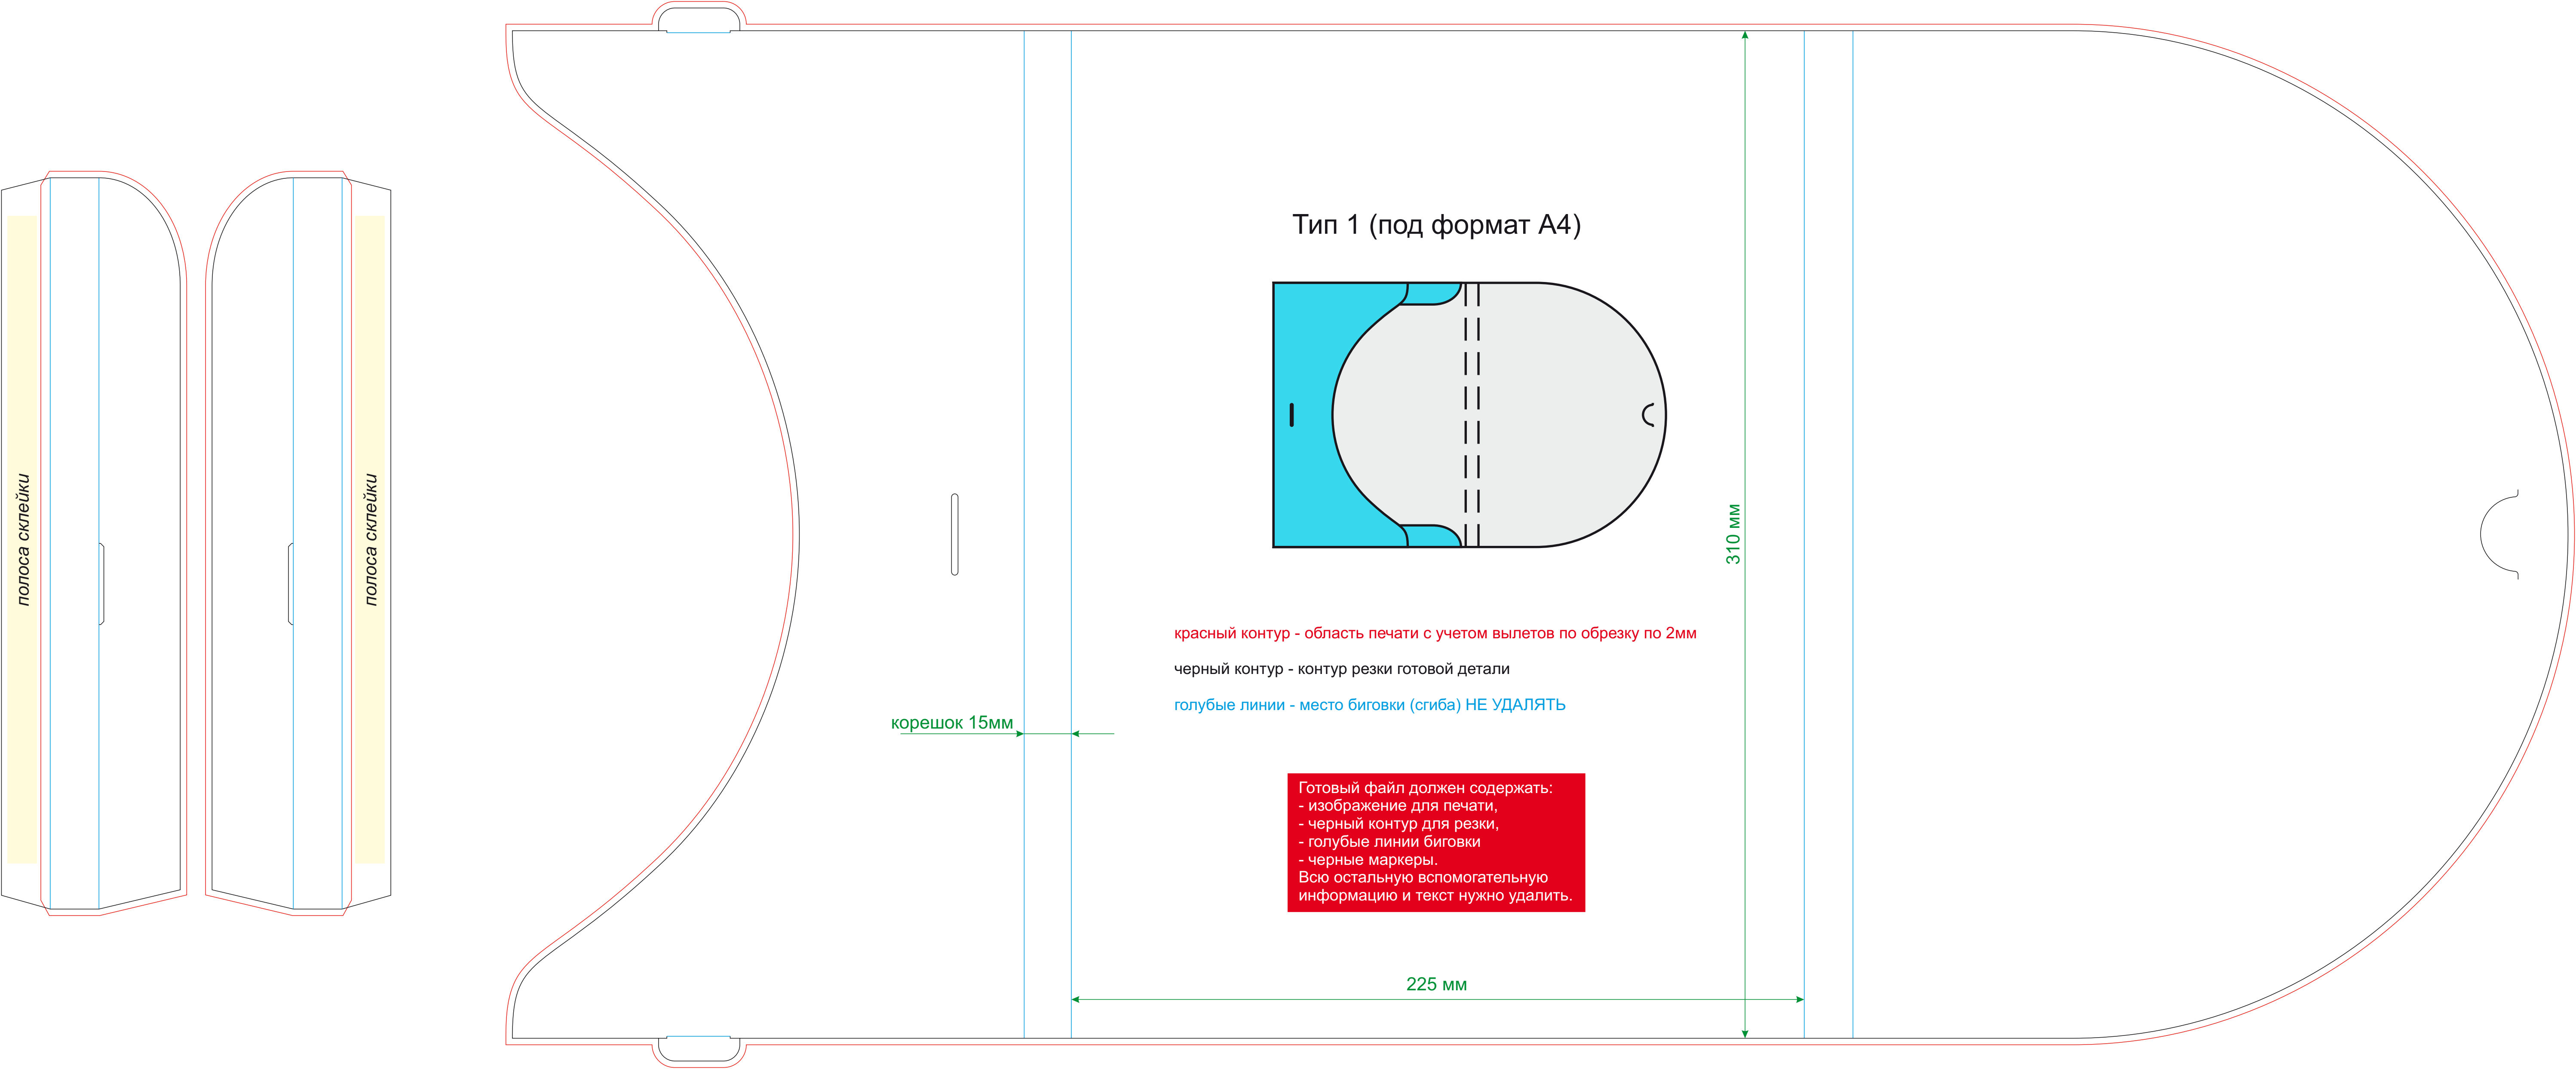 полоса склейки
полоса склейки
Тип 1 (под формат А4)
310 мм
красный контур - область печати с учетом вылетов по обрезку по 2мм
черный контур - контур резки готовой детали
голубые линии - место биговки (сгиба) НЕ УДАЛЯТЬ
корешок 15мм
Готовый файл должен содержать:
- изображение для печати,
- черный контур для резки,
- голубые линии биговки
- черные маркеры.
Всю остальную вспомогательную
информацию и текст нужно удалить.
225 мм